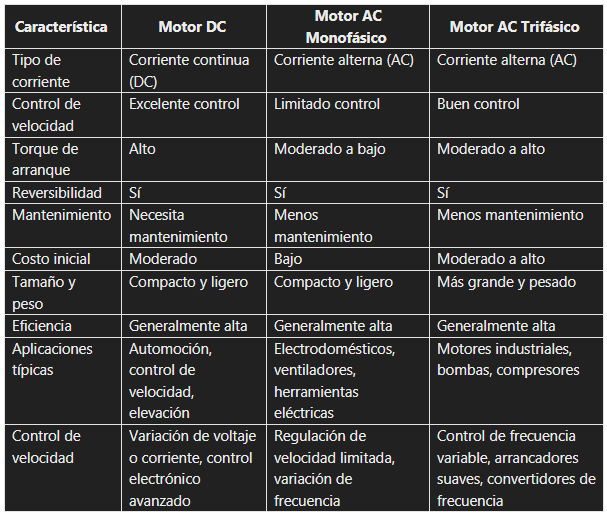 Característica
Motor DC
Motor AC
Monofásico
Motor AC Trifásico
Tipo de
corriente
Corriente continua
(DC)
Corriente alterna (AC)
Corriente alterna (AC)
Control de
velocidad
Excelente control
Limitado control
Buen control
Torque de
arranque
Alto
Moderado a bajo
Moderado a alto
Reversibilidad
Sí
Sí
Sí
Mantenimiento
Necesita
mantenimiento
Menos
mantenimiento
Menos mantenimiento
Costo inicial
Moderado
Bajo
Moderado a alto
Tamaño y
peso
Compacto y ligero
Compacto y ligero
Más grande y pesado
Eficiencia
Generalmente alta
Generalmente alta
Generalmente alta
Aplicaciones
típicas
Automoción,
control de
velocidad,
elevación
Electrodomésticos,
ventiladores,
herramientas
eléctricas
Motores industriales,
bombas, compresores
Control de
velocidad
Variación de voltaje
o corriente, control
electrónico
avanzado
Regulación de
velocidad limitada,
variación de
frecuencia
Control de frecuencia
variable, arrancadores
suaves, convertidores de
frecuencia